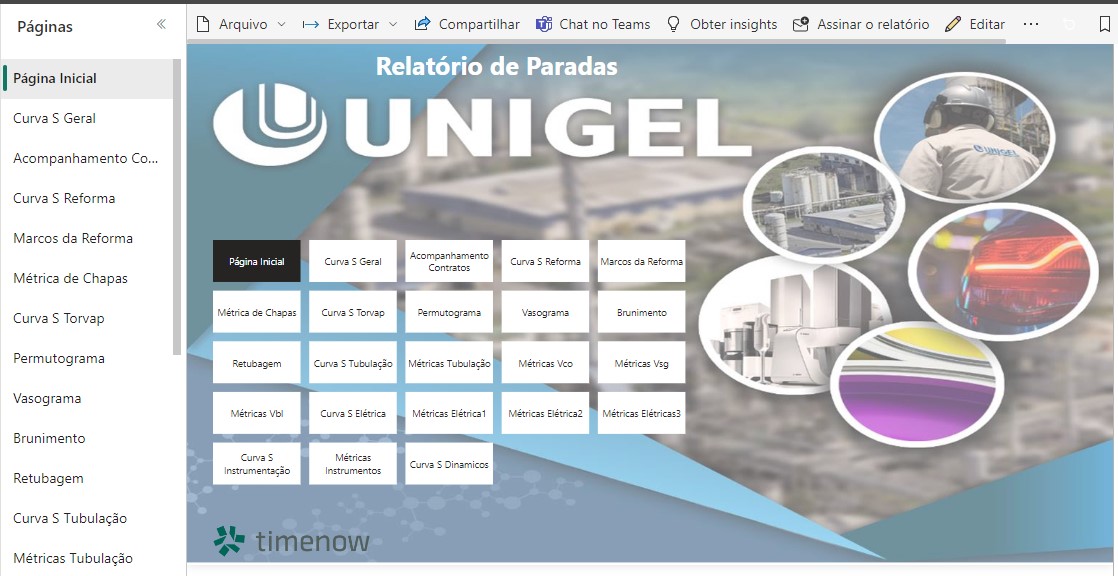 Páginas
Arquivo
Exportar
Compartilhar
Chat no Teams
Obter insights
Assinar o relatório
Editar
Página Inicial
Curva S Geral
Acompanhamento Co...
Curva S Reforma
Marcos da Reforma
Métrica de Chapas
Curva S Torvap
Permutograma
Vasograma
Brunimento
Retubagem
Curva S Tubulação
Métricas Tubulação
Relatório de Paradas
UNIGEL
UNIGEL
Página Inicial
Curva S Geral
Acompanhamento
Contratos
Curva S Reforma
Marcos da Reforma
Métrica de Chapas
Curva S Torvap
Permutograma
Vasograma
Brunimento
Retubagem
Curva S Tubulação
Métricas Tubulação
Métricas Vco
Métricas Vsg
Métricas Vbl
Curva S Elétrica
Métricas Elétrica1
Métricas Elétrica2
Métricas Elétricas3
Curva S
Instrumentação
Métricas
Instrumentos
Curva S Dinamicos
timenow